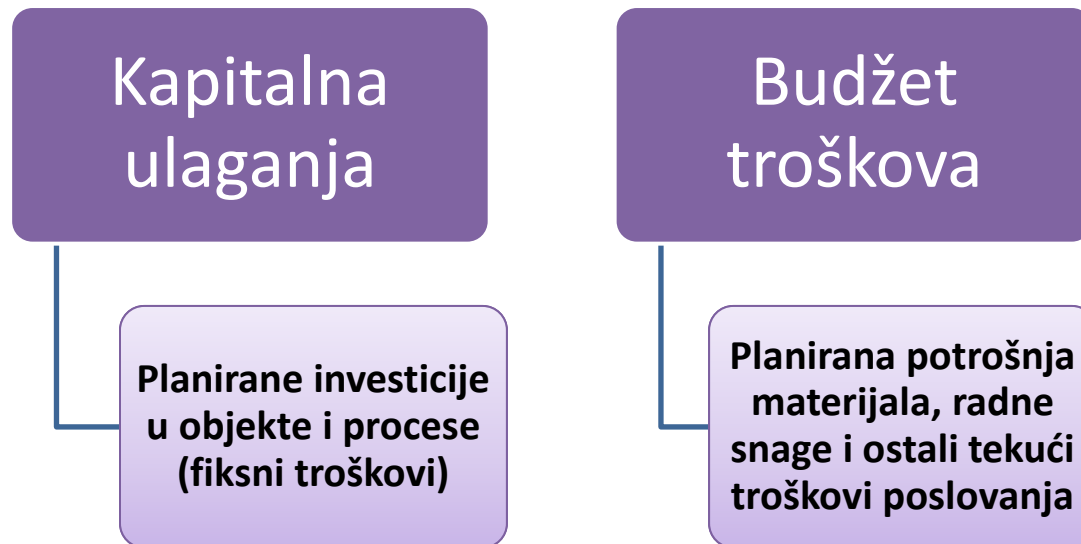 Kapitalna
ulaganja
Planirane investicije
u objekte i procese
(fiksni troškovi)
Budžet
troškova
Planirana potrošnja
materijala, radne
snage i ostali tekući
troškovi poslovanja